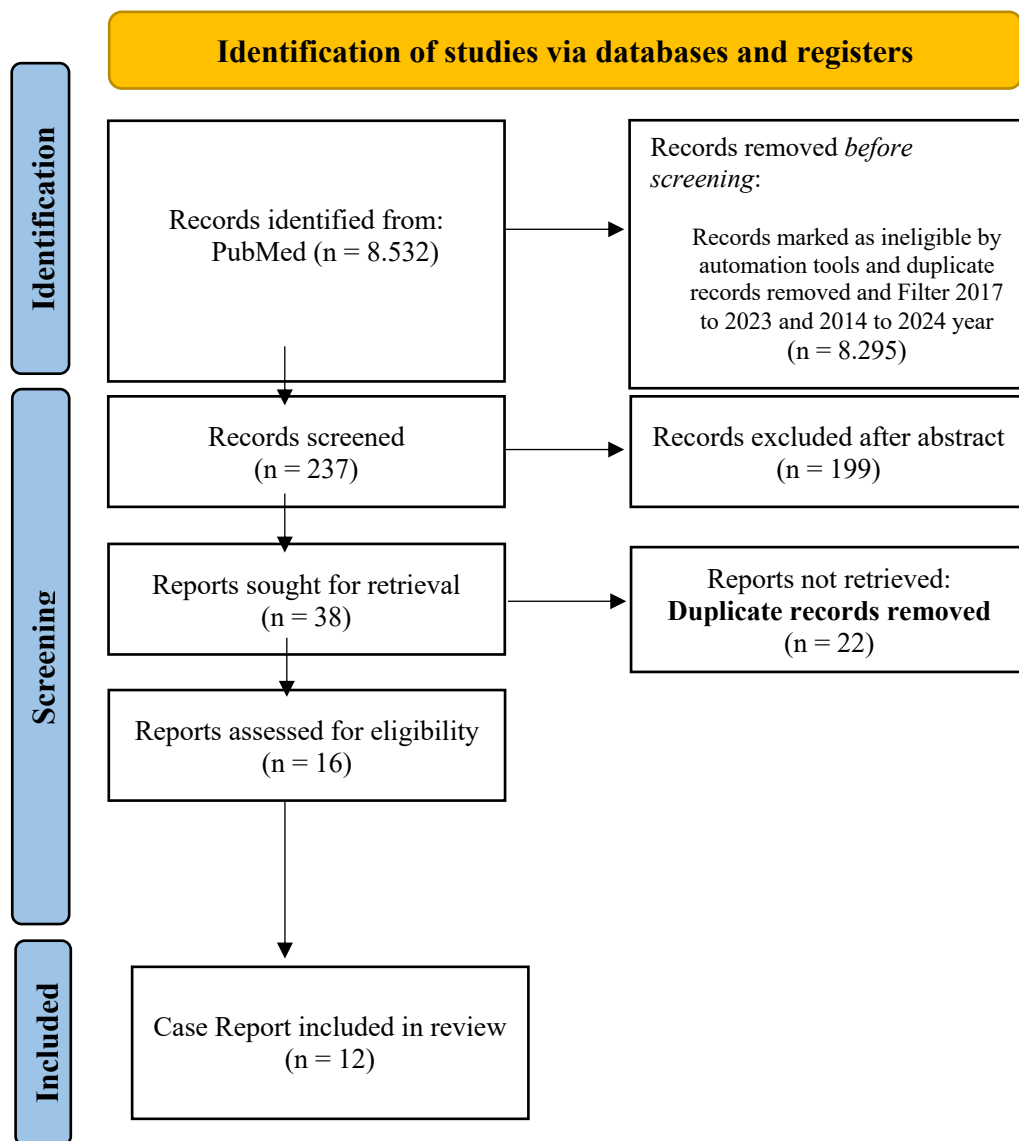 Identification of studies via databases and registers
Identification
Records identified from:
PubMed (n = 8.532)
Records removed before
screening:
Records marked as ineligible by
automation tools and duplicate
records removed and Filter 2017
to 2023 and 2014 to 2024 year
(n = 8.295)
Screening
Records screened
(n = 237)
Records excluded after abstract
(n = 199)
Reports sought for retrieval
(n = 38)
Reports not retrieved:
Duplicate records removed
(n = 22)
Reports assessed for eligibility
(n = 16)
Included
Case Report included in review
(n = 12)